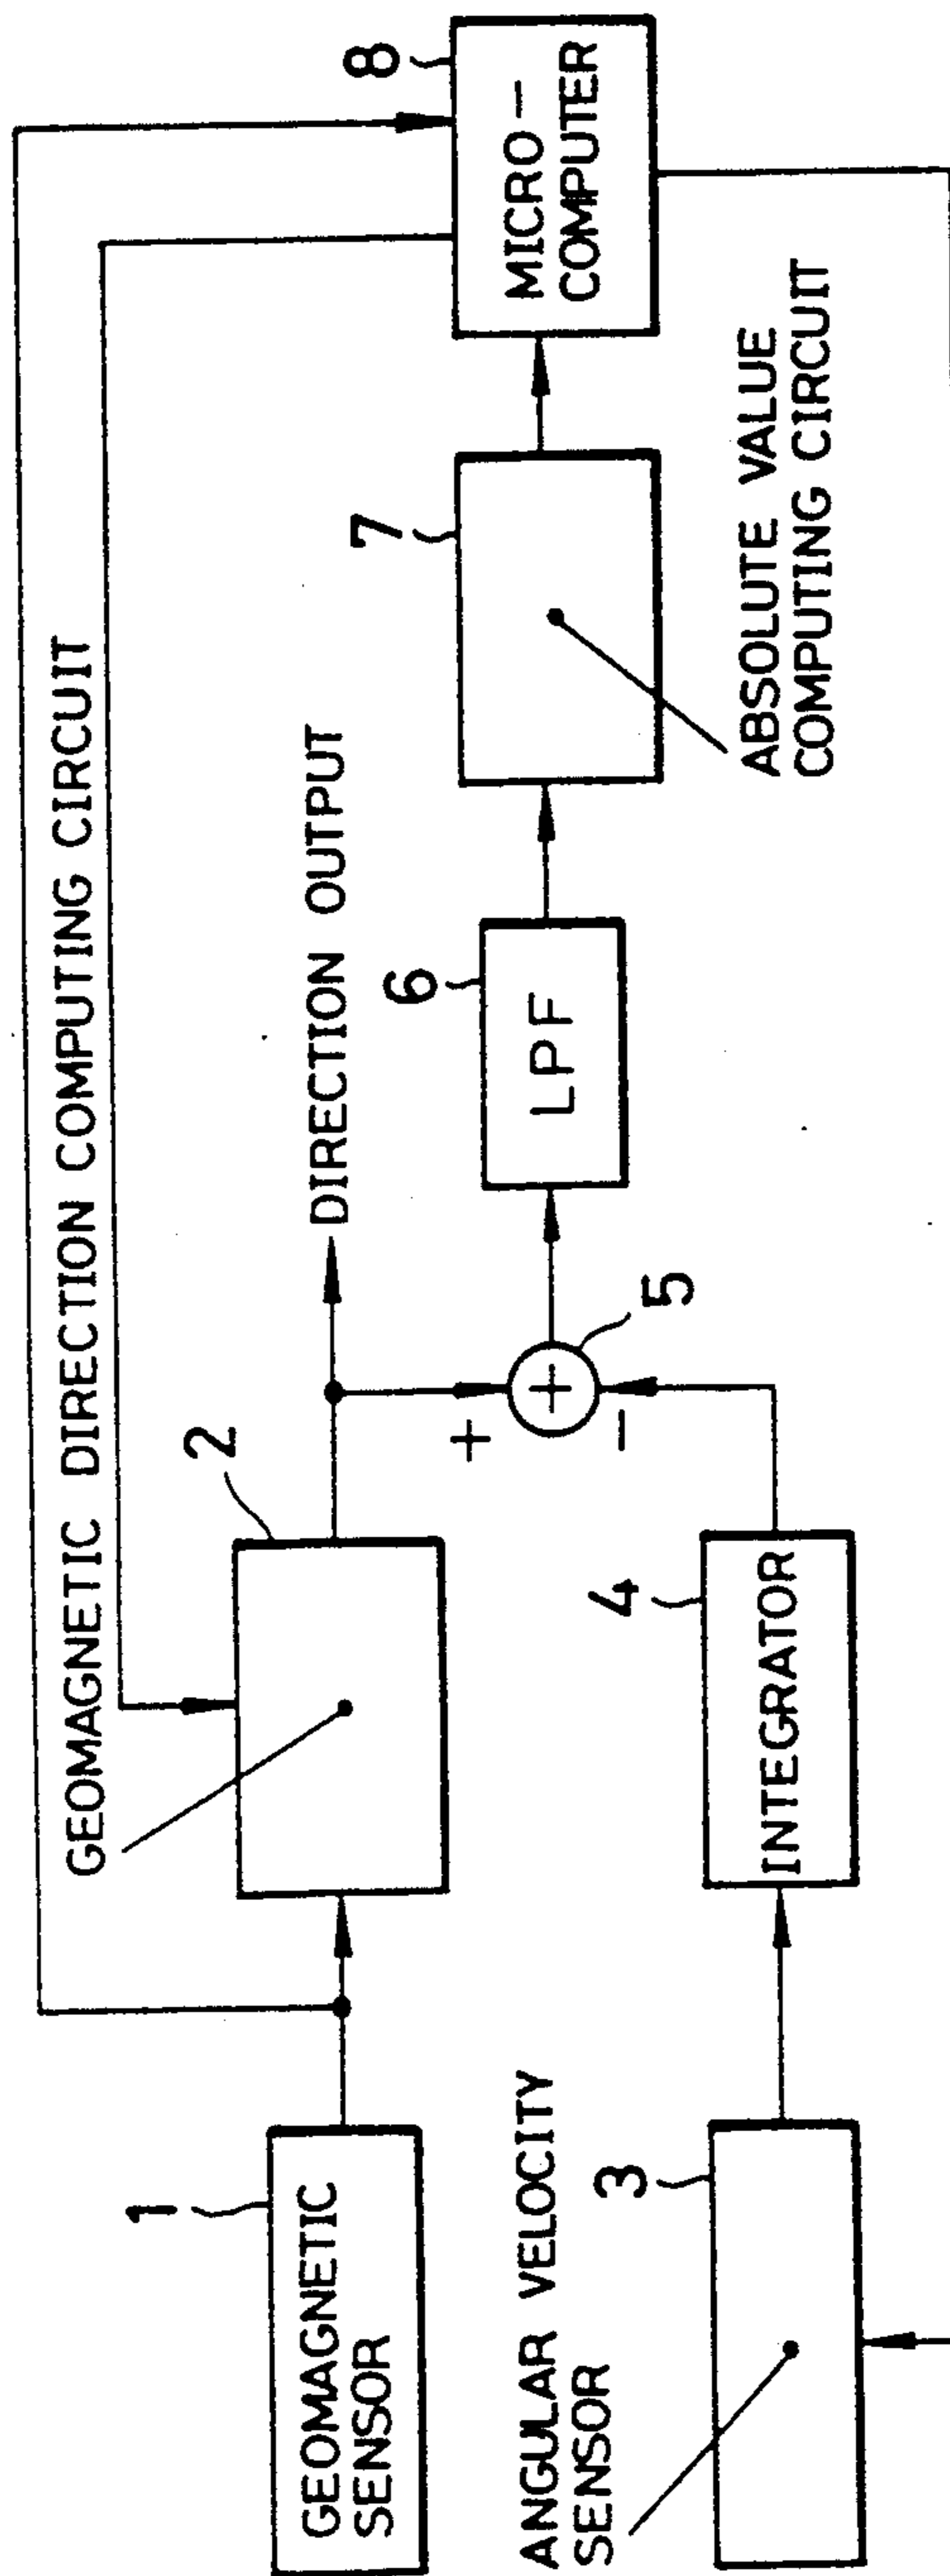 GEOMAGNETIC DIRECTION COMPUTING CIRCUIT
1
GEOMAGNETIC
SENSOR
2
DIRECTION OUTPUT
ANGULAR VELOCITY
SENSOR
3
4
INTEGRATOR
+
+
−
5
6
LPF
7
ABSOLUTE VALUE
COMPUTING CIRCUIT
8
MICRO-
COMPUTER